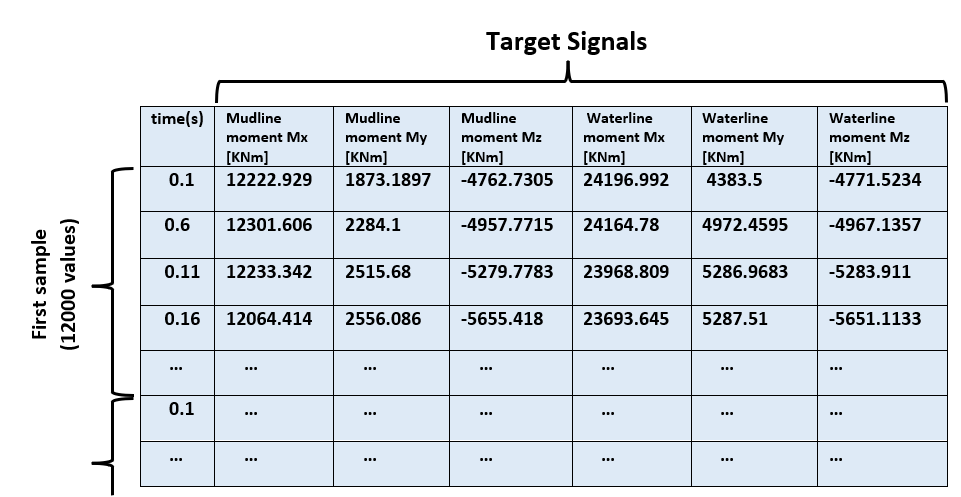 Target Signals
time(s) Mudline moment Mx [KNm] Mudline moment My [KNm] Mudline moment Mz [KNm] Waterline moment Mx [KNm] Waterline moment My [KNm] Waterline moment Mz [KNm]
First sample
(12000 values)
0.1 12222.929 1873.1897 -4762.7305 24196.992 4383.5 -4771.5234
0.6 12301.606 2284.1 -4957.7715 24164.78 4972.4595 -4967.1357
0.11 12233.342 2515.68 -5279.7783 23968.809 5286.9683 -5283.911
0.16 12064.414 2556.086 -5655.418 23693.645 5287.51 -5651.1133
... ... ... ... ... ... ...
0.1 ... ... ... ... ... ...
... ... ... ... ... ... ...